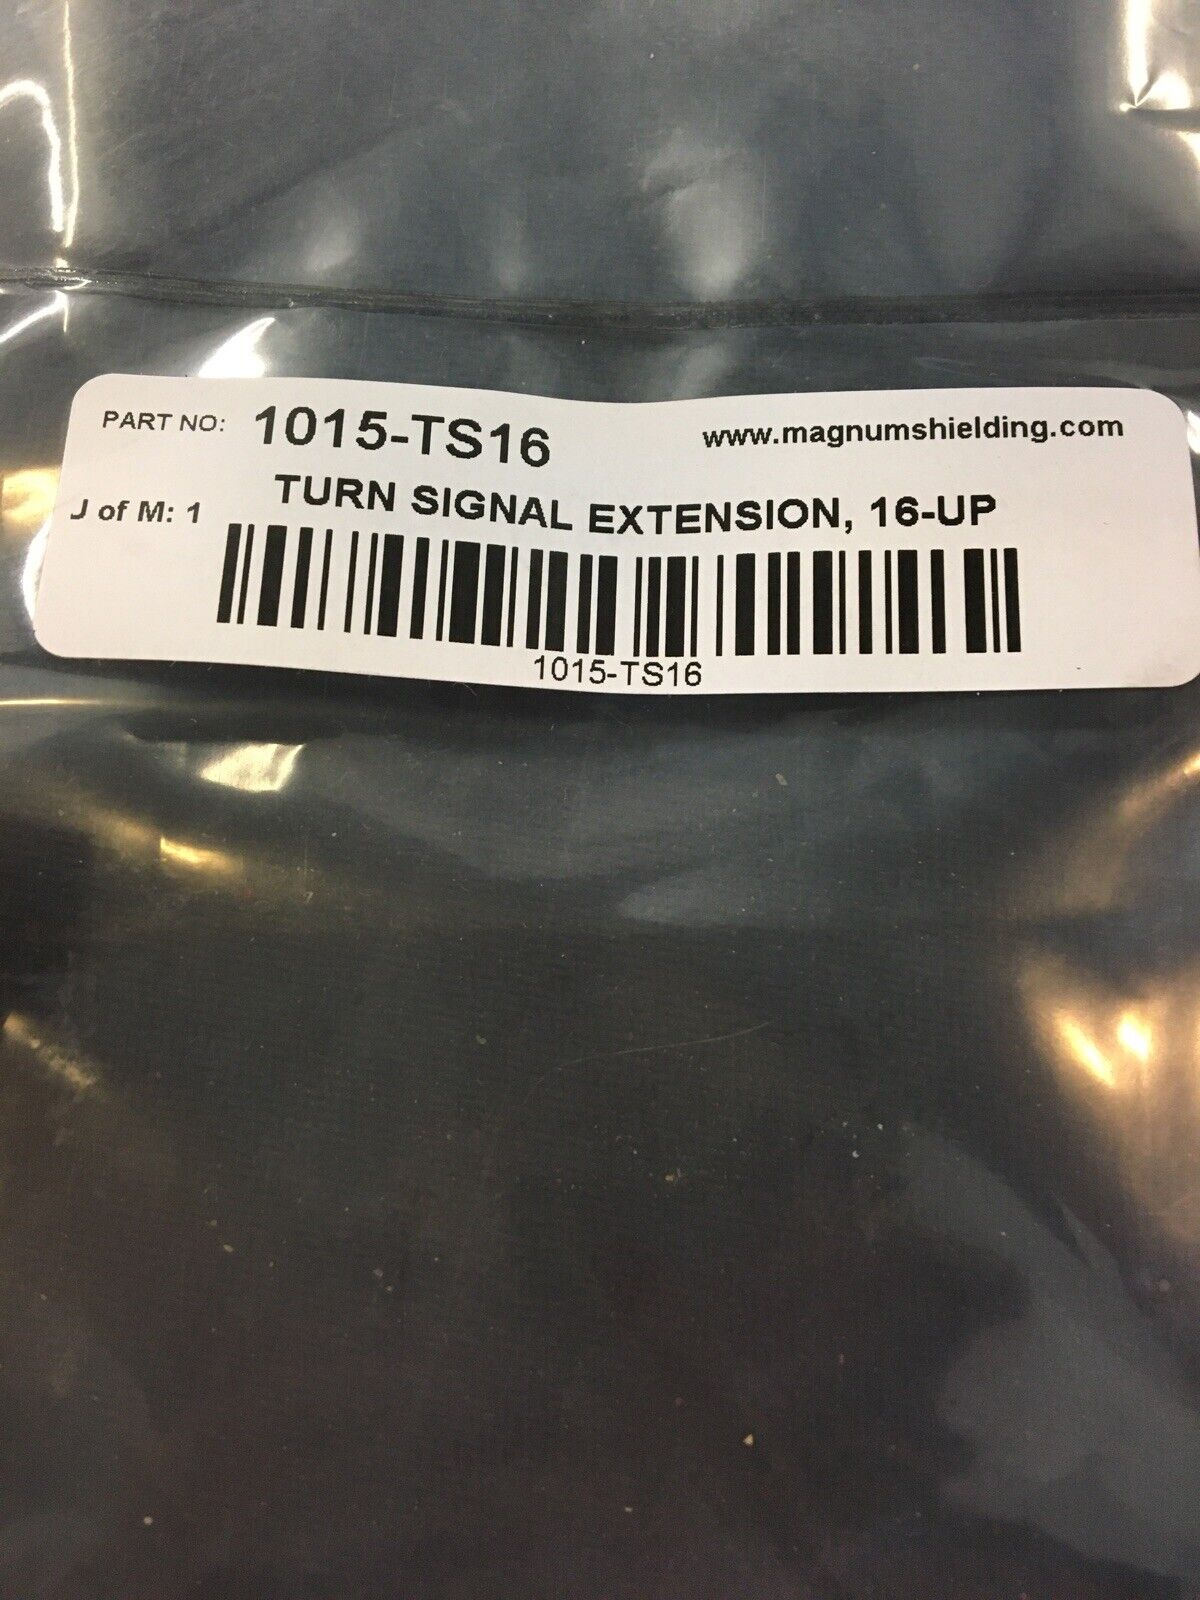 PART NO: 1015-TS16 www.magnumshielding.com
TURN SIGNAL EXTENSION, 16-UP
J of M: 1
1015-TS16